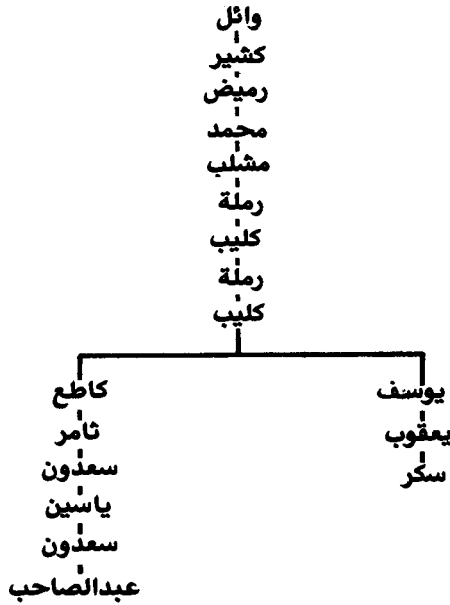 وائل
كشير
رميض
محمد
مشلب
رملة
كليب
رملة
كليب
يوسف
كاطع
يعقوب
ثامر
سكر
سعدون
ياسين
سعدون
عبدالصاحب